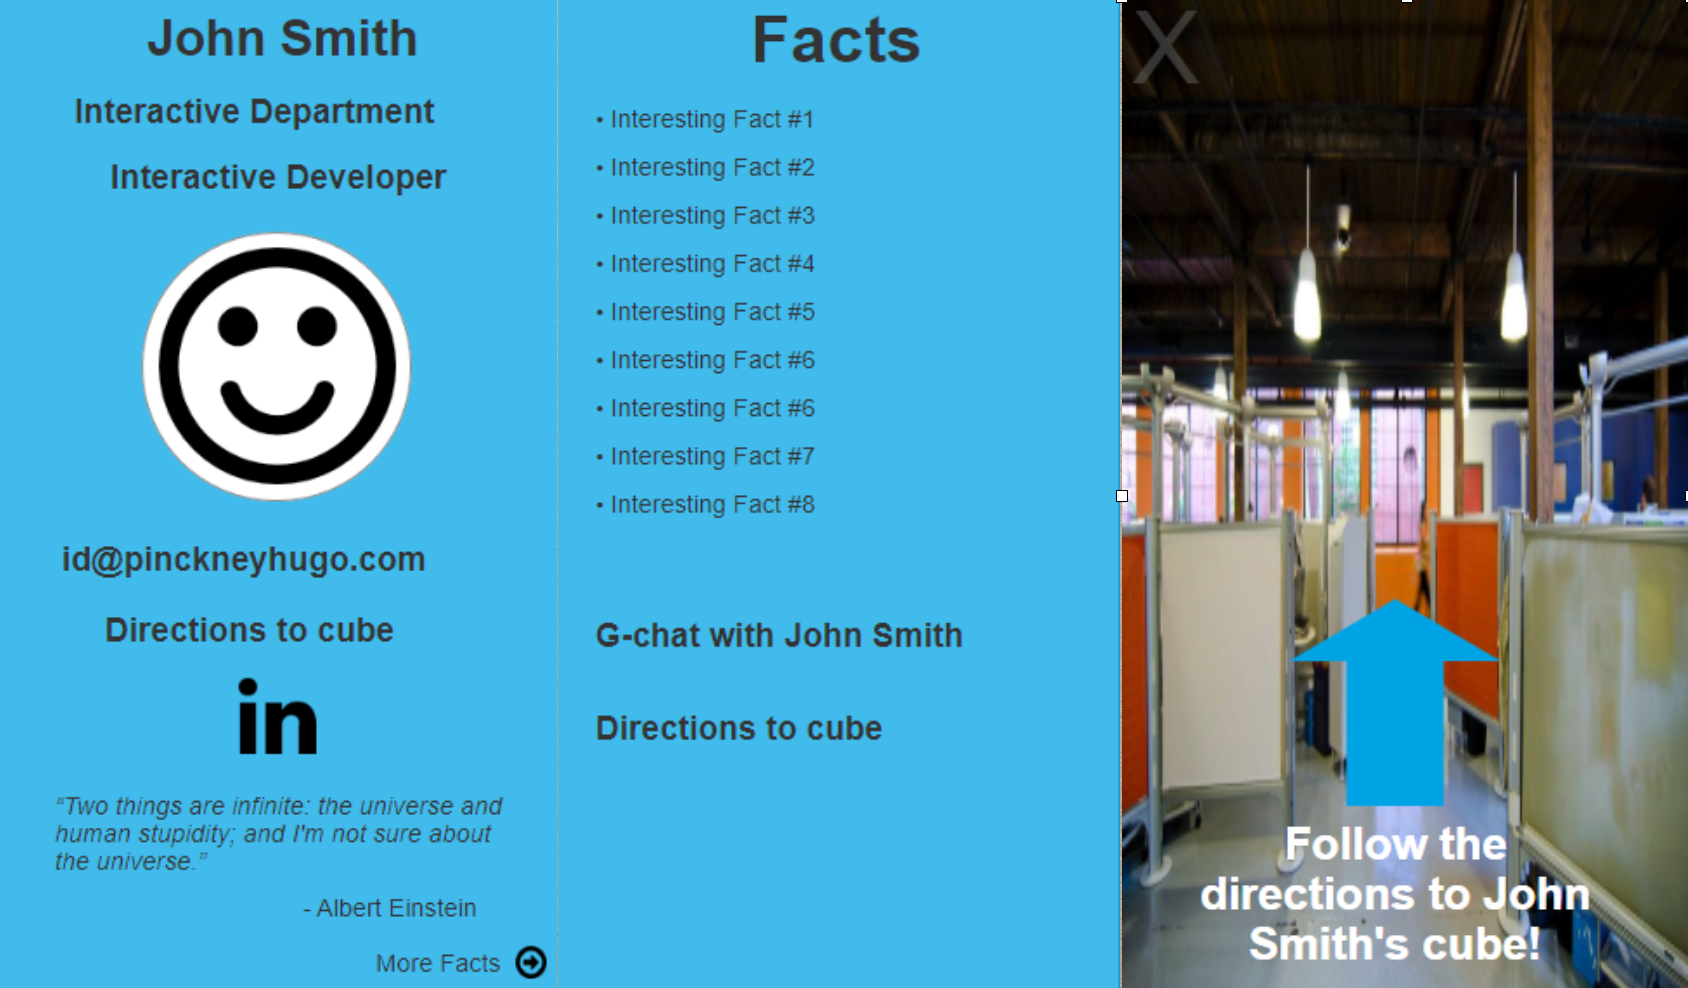 John Smith
Interactive Department
Interactive Developer
id@pinckneyhugo.com
Directions to cube
in
“Two things are infinite: the universe and
human stupidity; and I'm not sure about
the universe.”
- Albert Einstein
More Facts
Facts
• Interesting Fact #1
• Interesting Fact #2
• Interesting Fact #3
• Interesting Fact #4
• Interesting Fact #5
• Interesting Fact #6
• Interesting Fact #6
• Interesting Fact #7
• Interesting Fact #8
G-chat with John Smith
Directions to cube
X
Follow the
directions to John
Smith's cube!